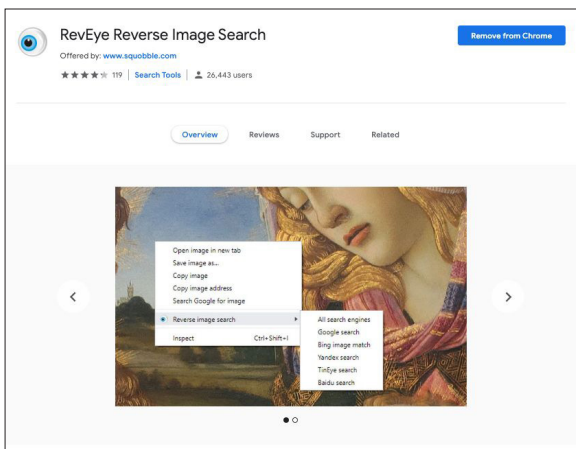 RevEye Reverse Image Search
Remove from Chrome
Offered by: www.squobble.com
119 | Search Tools | 26,443 users
Overview Reviews Support Related
Open image in new tab
Save image as...
Copy image
Copy image address
Search Google for image
Reverse image search
Inspect Ctrl+Shift+I
All search engines
Google search
Bing image match
Yandex search
TinEye search
Baidu search